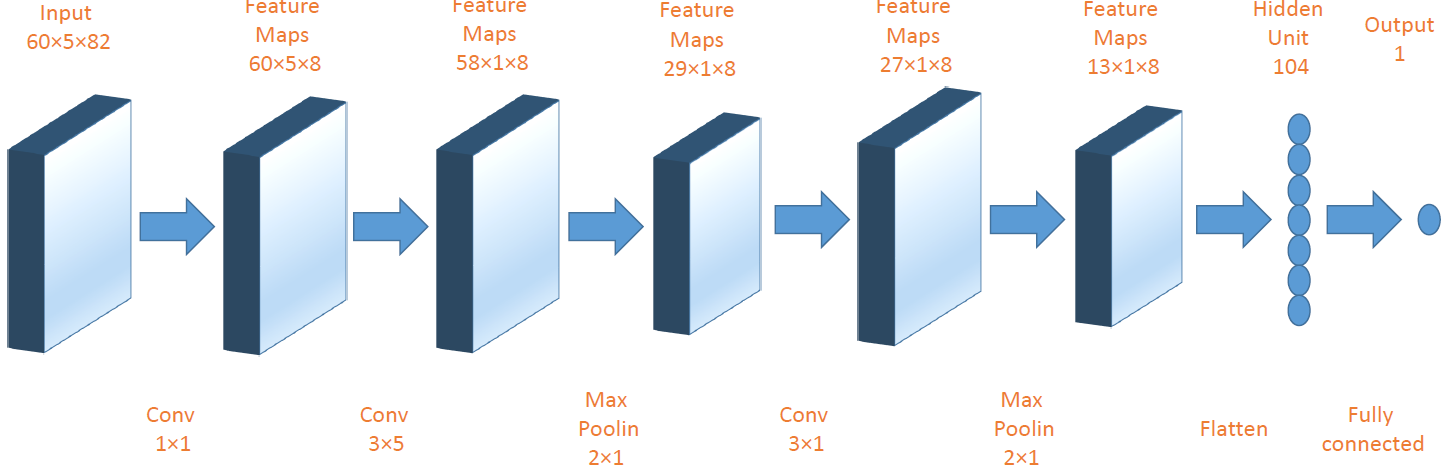 Input
60×5×82
Feature
Maps
60×5×8
Feature
Maps
58×1×8
Feature
Maps
29×1×8
Feature
Maps
27×1×8
Feature
Maps
13×1×8
Hidden
Unit
104
Output
1
Conv
1×1
Conv
3×5
Max
Poolin
2×1
Conv
3×1
Max
Poolin
2×1
Flatten
Fully
connected